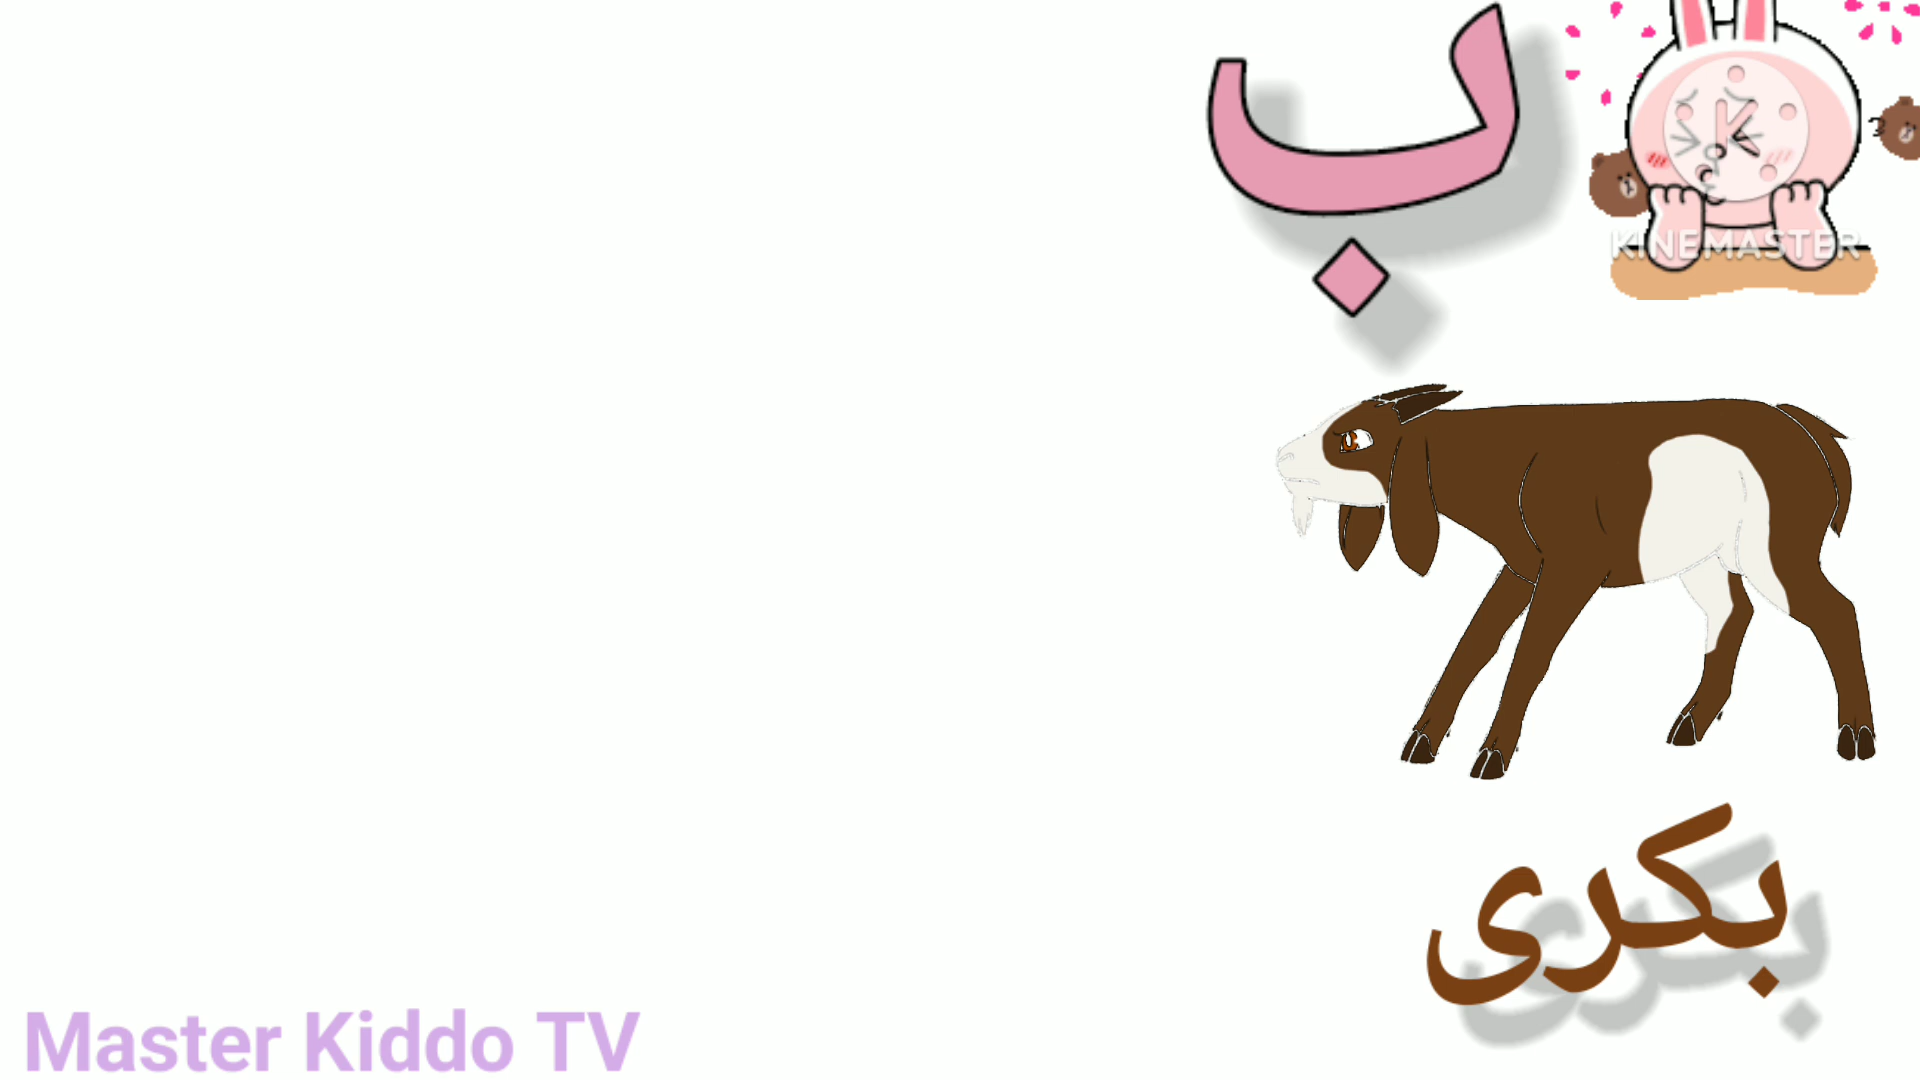 ب
KINEMASTER
بکری
Master Kiddo TV